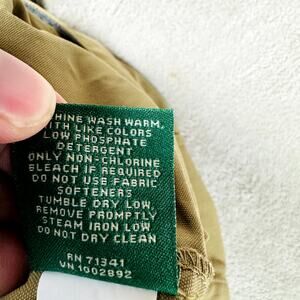 HINE WASH WARM,
WITH LIKE COLORS
LOW PHOSPHATE
DETERGENT
ONLY NON-CHLORINE
BLEACH IF REQUIRED
DO NOT USE FABRIC
SOFTENERS
TUMBLE DRY LOW,
REMOVE PROMPTLY
STEAM IRON LOW
DO NOT DRY CLEAN
RN 71341
VN 1002892